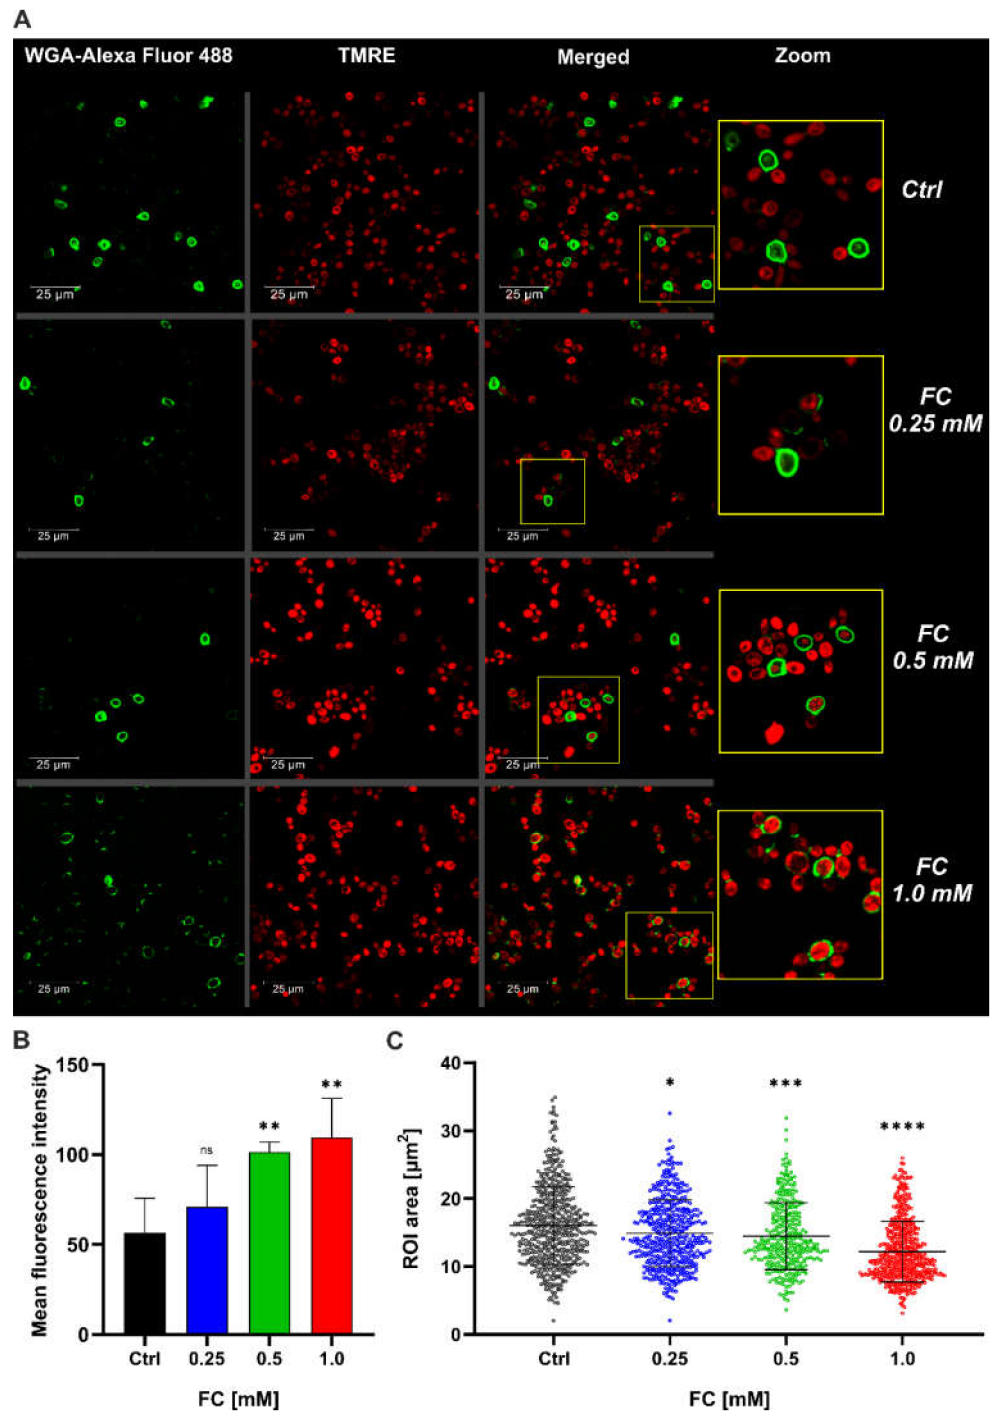 A
WGA-Alexa Fluor 488 TMRE Merged Zoom
25 µm 25 µm 25 µm
Ctrl
25 µm 25 µm 25 µm
FC
0.25 mM
25 µm 25 µm 25 µm
FC
0.5 mM
25 µm 25 µm 25 µm
FC
1.0 mM
B
Mean fluorescence intensity
150
100
50
0
ns
**
**
Ctrl 0.25 0.5 1.0
FC [mM]
C
ROI area [µm²]
40
30
20
10
0
* *** ****
Ctrl 0.25 0.5 1.0
FC [mM]